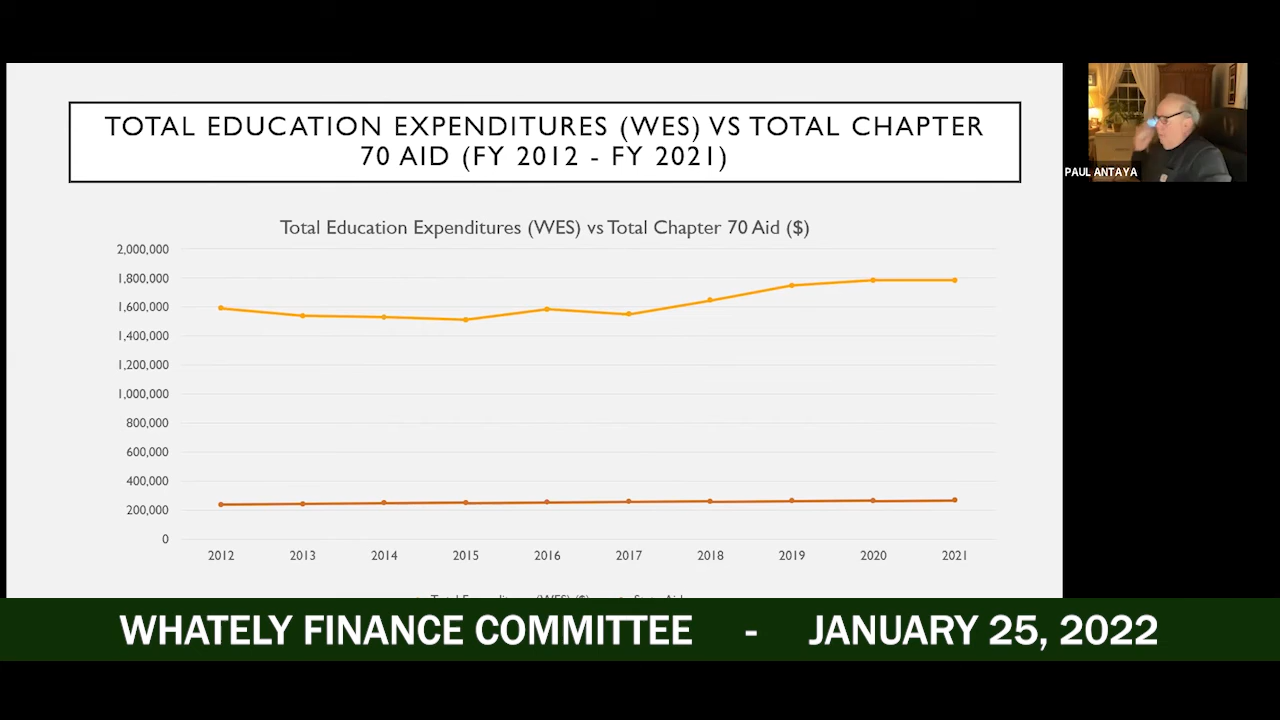 TOTAL EDUCATION EXPENDITURES (WES) VS TOTAL CHAPTER
70 AID (FY 2012 - FY 2021)
PAUL ANTAYA
Total Education Expenditures (WES) vs Total Chapter 70 Aid ($)
2,000,000
1,800,000
1,600,000
1,400,000
1,200,000
1,000,000
800,000
600,000
400,000
200,000
0
2012 2013 2014 2015 2016 2017 2018 2019 2020 2021
WHATELY FINANCE COMMITTEE - JANUARY 25, 2022